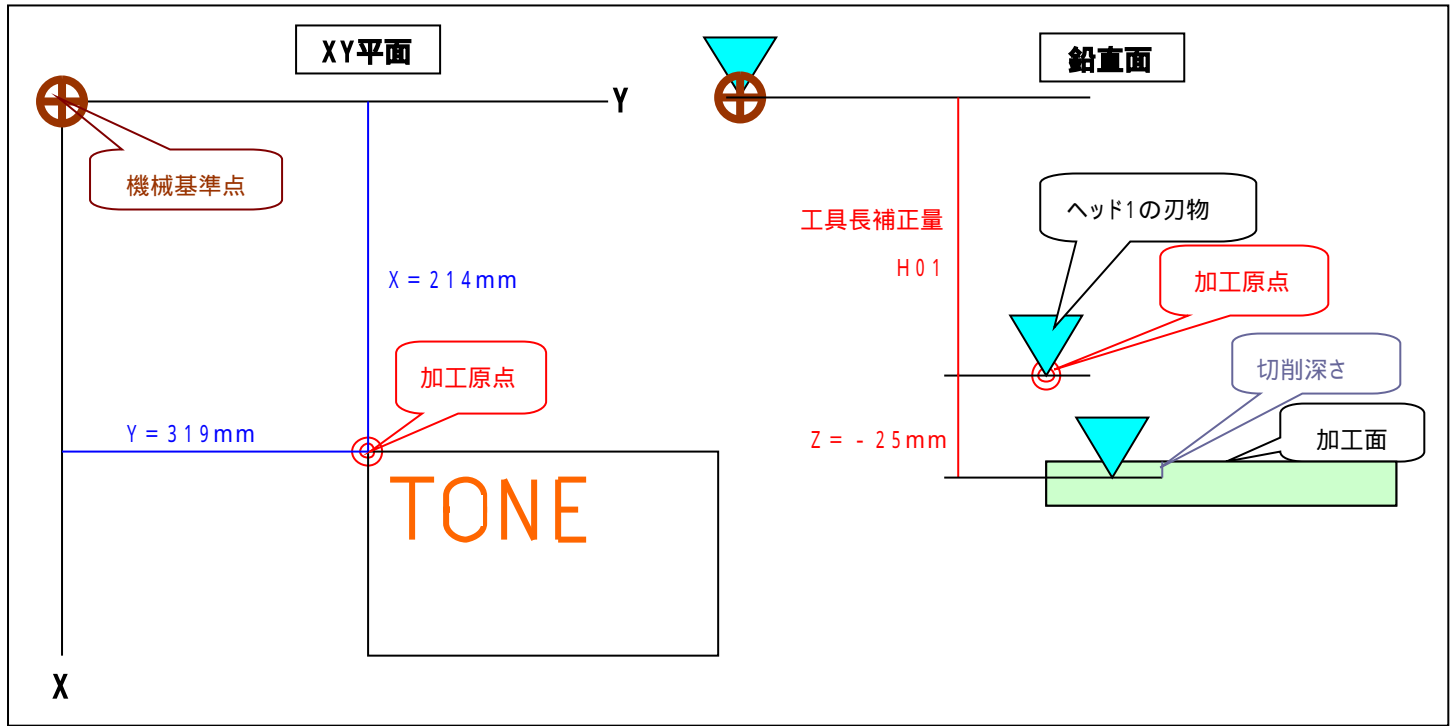 XY平面
Y
機械基準点
X=214mm
加工原点
Y=319mm
TONE
X
鉛直面
ヘッド1の刃物
工具長補正量
H01
加工原点
切削深さ
Z=-25mm
加工面